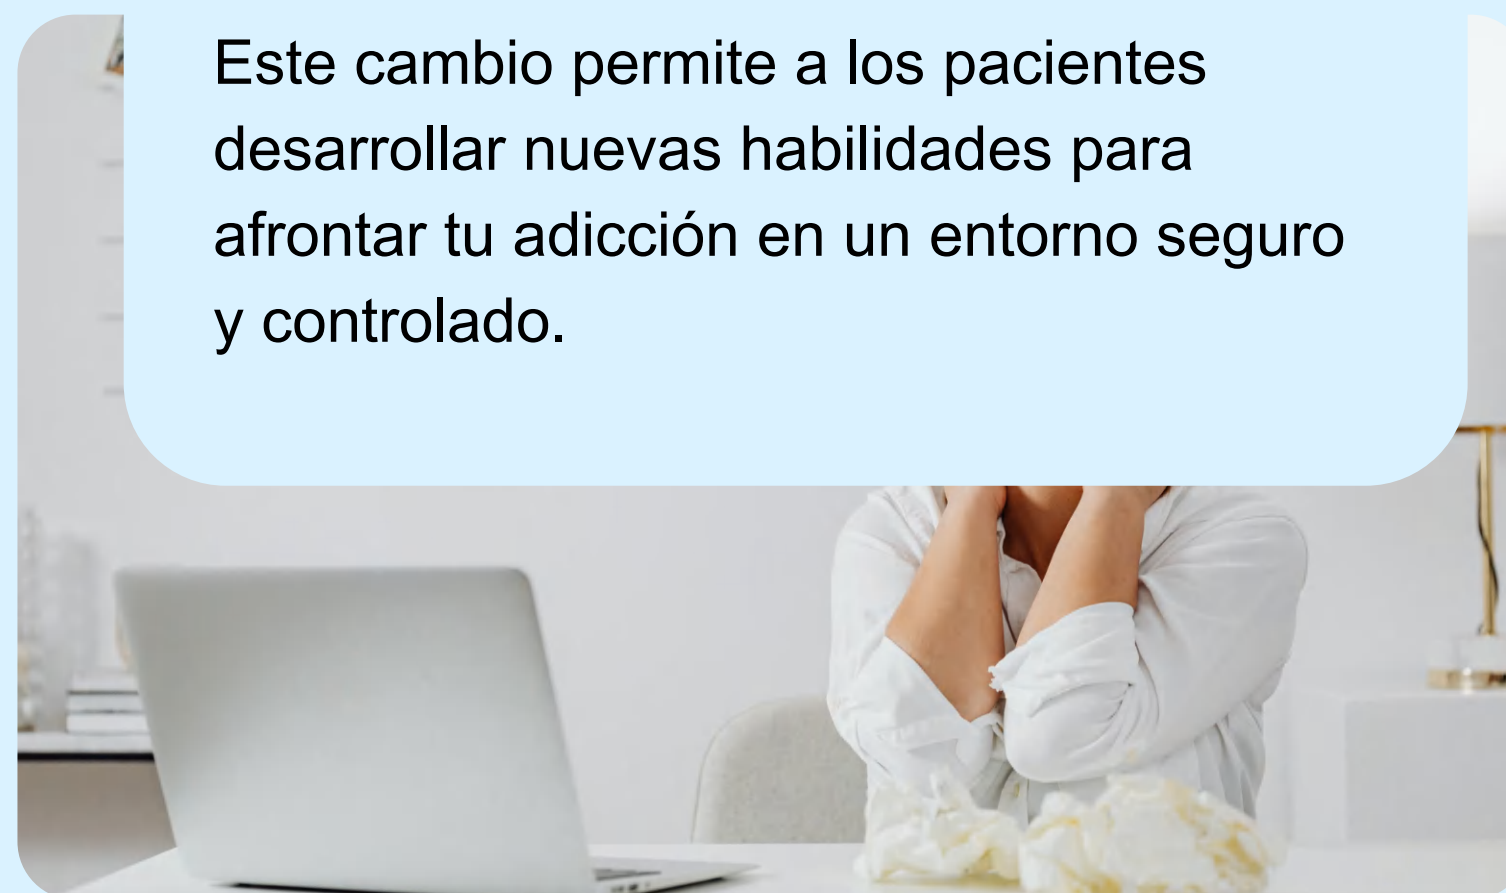 Este cambio permite a los pacientes
desarrollar nuevas habilidades para
afrontar tu adicción en un entorno seguro
y controlado.